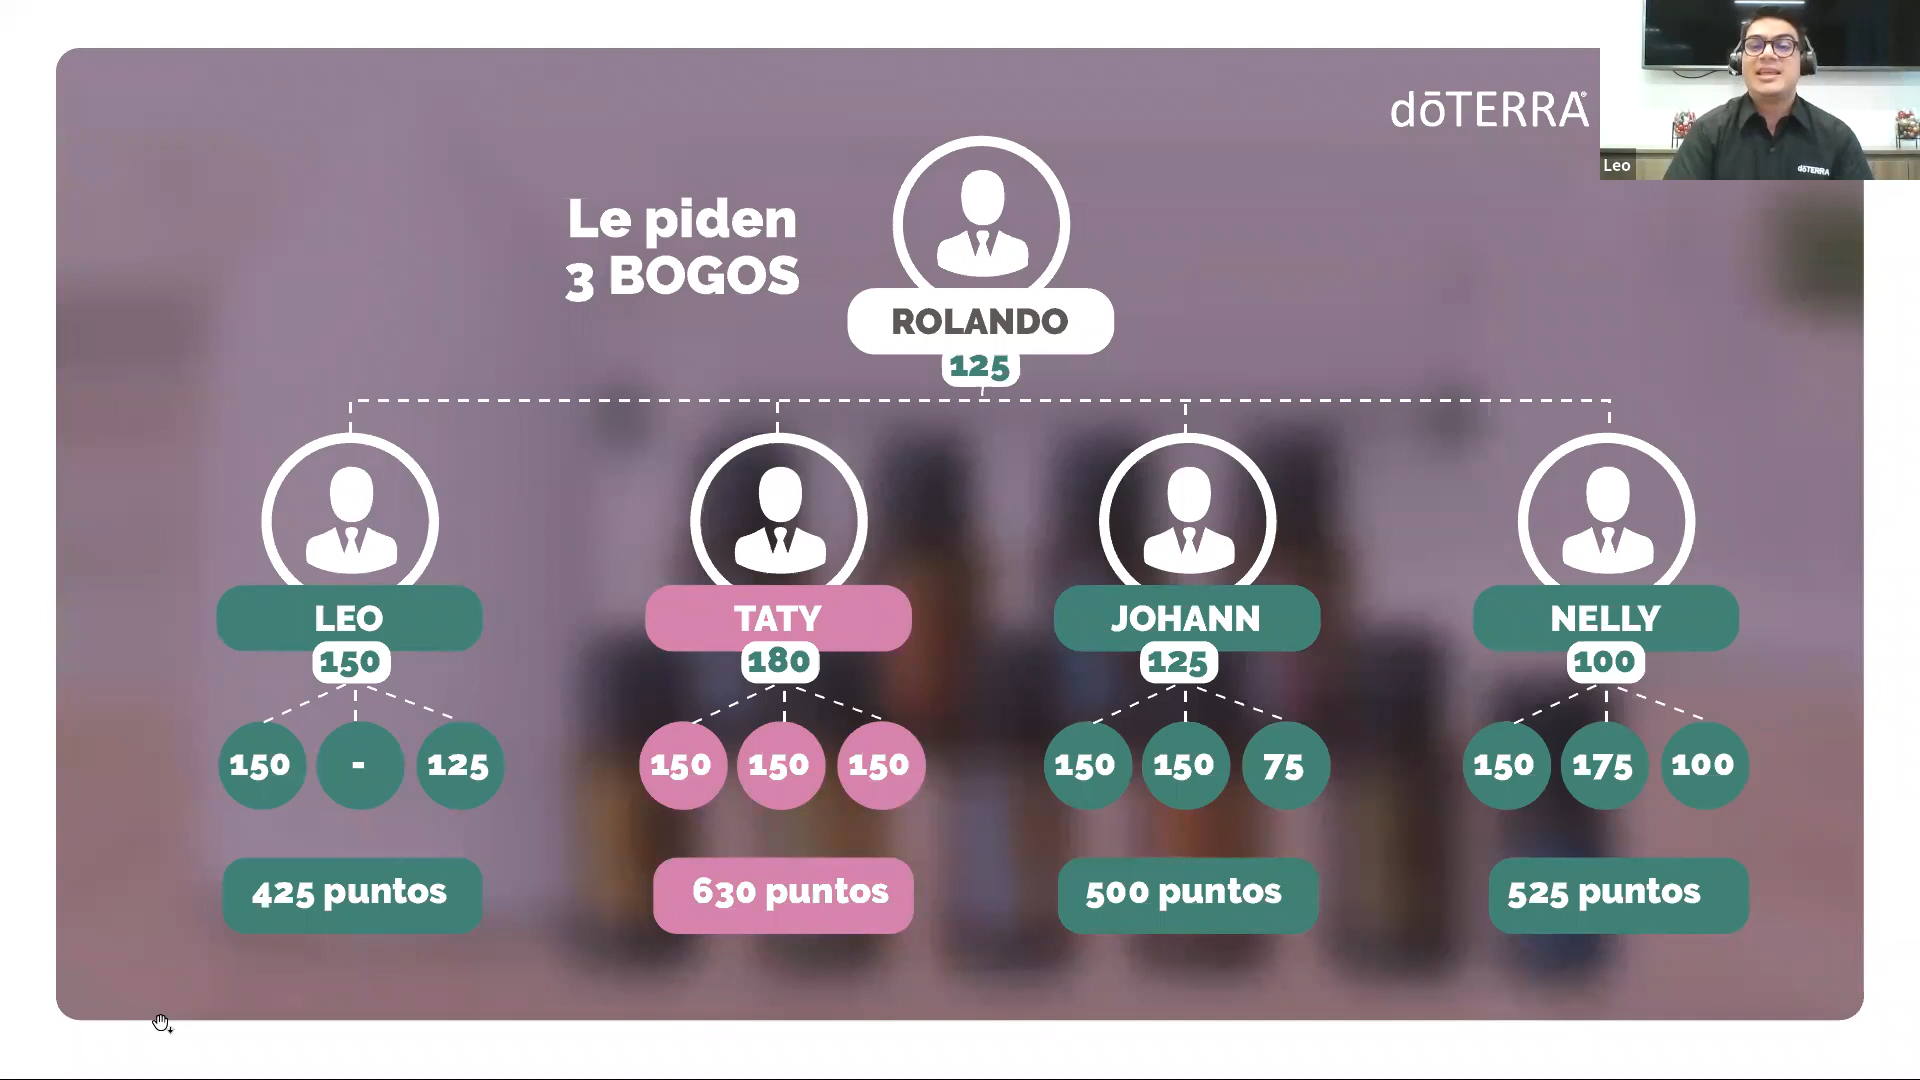 dōTERRA®
Leo
dōTERRA
Le piden
3 BOGOS
ROLANDO
125
LEO
TATY
JOHANN
NELLY
150
180
125
100
150 - 125
150 150 150
150 150 75
150 175 100
425 puntos
630 puntos
500 puntos
525 puntos